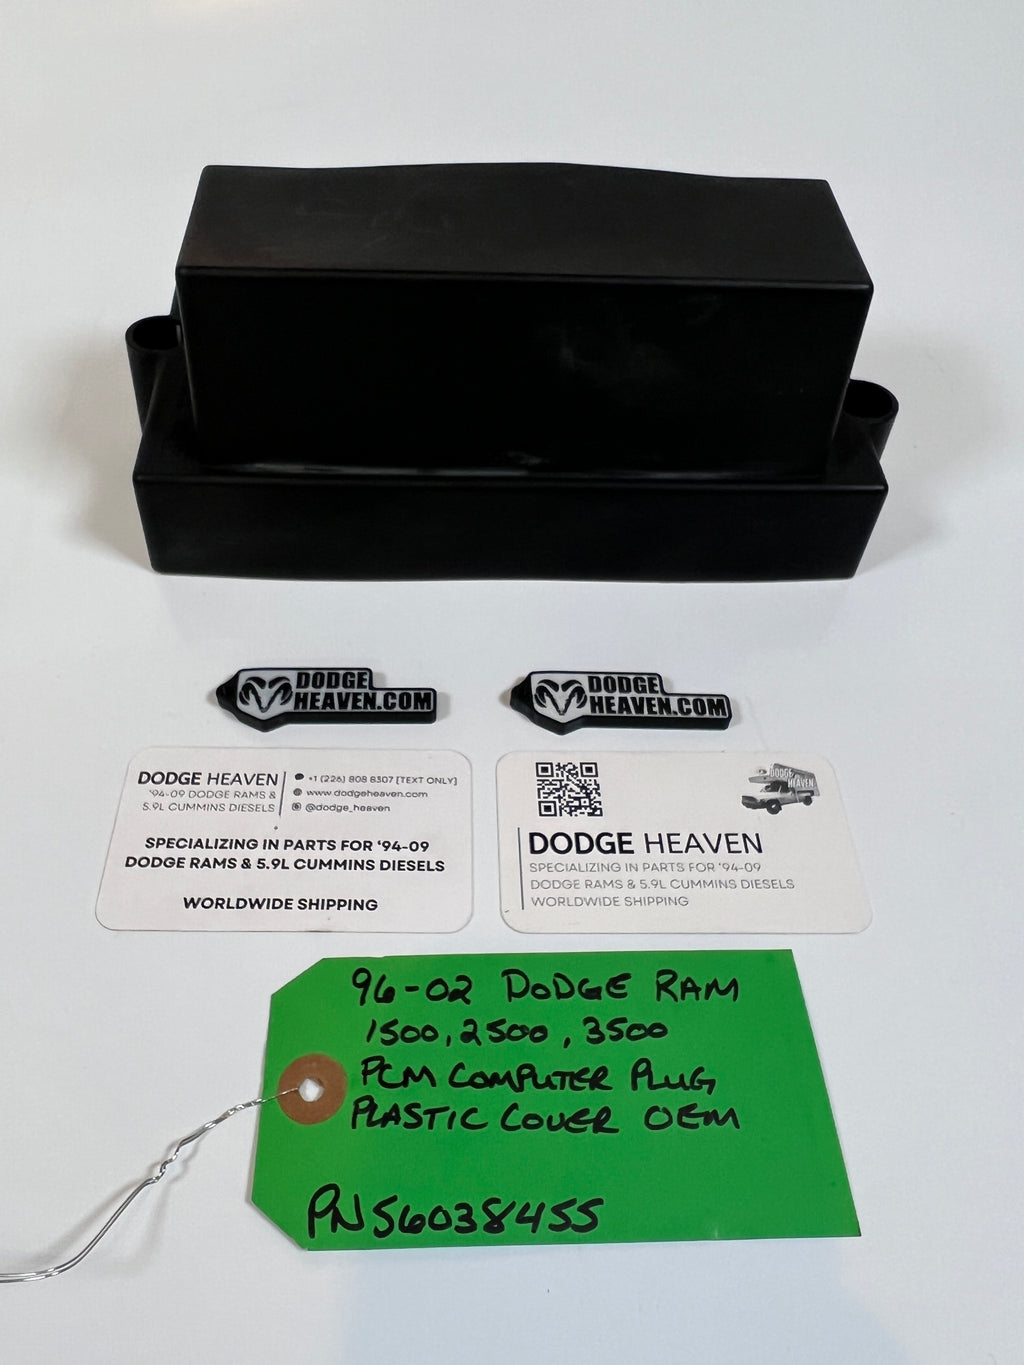 DODGE
HEAVEN.COM
DODGE
HEAVEN.COM
DODGE HEAVEN
'94-09 DODGE RAMS &
5.9L CUMMINS DIESELS
+1 (226) 808 8307 [TEXT ONLY]
www.dodgeheaven.com
@dodge_heaven
SPECIALIZING IN PARTS FOR '94-09
DODGE RAMS & 5.9L CUMMINS DIESELS
WORLDWIDE SHIPPING
DODGE
HEAVEN
DODGE HEAVEN
SPECIALIZING IN PARTS FOR '94-09
DODGE RAMS & 5.9L CUMMINS DIESELS
WORLDWIDE SHIPPING
96-02 DODGE RAM
1500, 2500, 3500
PCM COMPUTER PLUG
PLASTIC COVER OEM
PN56038455